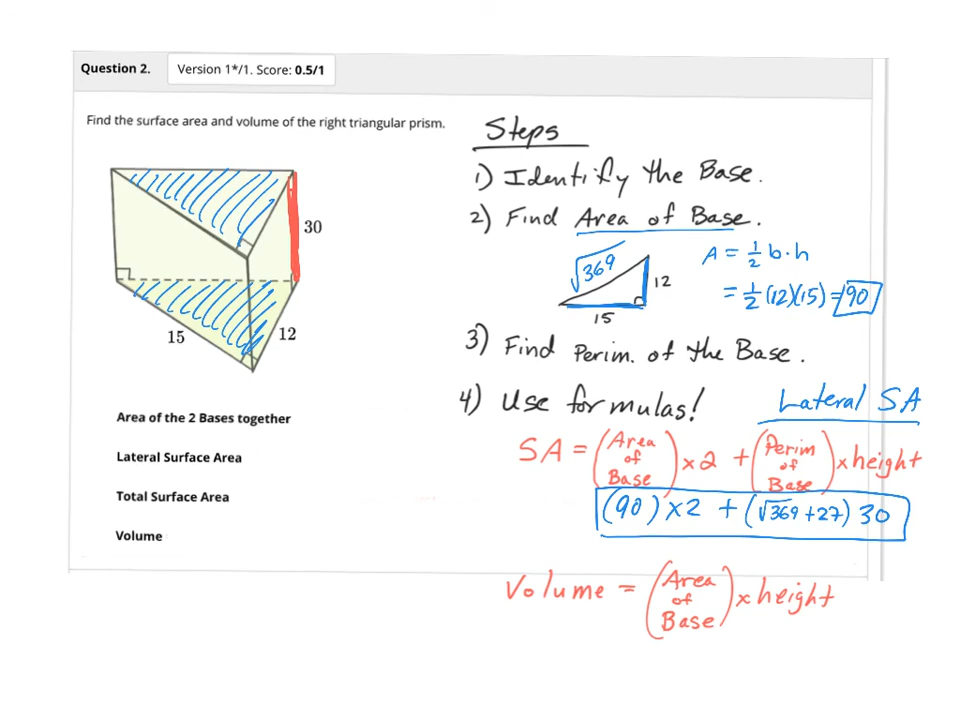 Question 2. Version 1*/1. Score: 0.5/1
Find the surface area and volume of the right triangular prism.
30
15
12
Area of the 2 Bases together
Lateral Surface Area
Total Surface Area
Volume
Steps
1) Identify the Base.
2) Find Area of Base.
√369
12
15
A = 1/2 b·h
= 1/2 (12)(15) = 90
3) Find Perim. of the Base.
4) Use formulas!
Lateral SA
SA = (Area of Base) x 2 + (Perim of Base) x height
(90) x 2 + (√369 + 27) 30
Volume = (Area of Base) x height